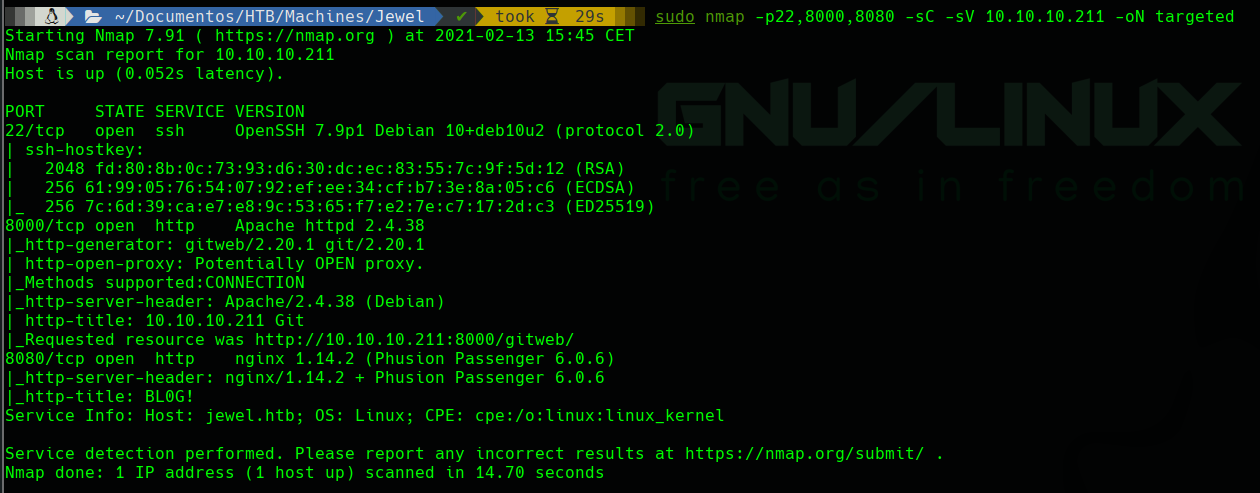 ~/Documentos/HTB/Machines/Jewel ✔ took ⌛ 29s sudo nmap -p22,8000,8080 -sC -sV 10.10.10.211 -oN targeted
Starting Nmap 7.91 ( https://nmap.org ) at 2021-02-13 15:45 CET
Nmap scan report for 10.10.10.211
Host is up (0.052s latency).
PORT     STATE SERVICE VERSION
22/tcp   open  ssh     OpenSSH 7.9p1 Debian 10+deb10u2 (protocol 2.0)
| ssh-hostkey:
|   2048 fd:80:8b:0c:73:93:d6:30:dc:ec:83:55:7c:9f:5d:12 (RSA)
|   256 61:99:05:76:54:07:92:ef:ee:34:cf:b7:3e:8a:05:c6 (ECDSA)
|_  256 7c:6d:39:ca:e7:e8:9c:53:65:f7:e2:7e:c7:17:2d:c3 (ED25519)
8000/tcp open  http    Apache httpd 2.4.38
|_http-generator: gitweb/2.20.1 git/2.20.1
| http-open-proxy: Potentially OPEN proxy.
|_Methods supported:CONNECTION
|_http-server-header: Apache/2.4.38 (Debian)
| http-title: 10.10.10.211 Git
|_Requested resource was http://10.10.10.211:8000/gitweb/
8080/tcp open  http    nginx 1.14.2 (Phusion Passenger 6.0.6)
|_http-server-header: nginx/1.14.2 + Phusion Passenger 6.0.6
|_http-title: BL0G!
Service Info: Host: jewel.htb; OS: Linux; CPE: cpe:/o:linux:linux_kernel
Service detection performed. Please report any incorrect results at https://nmap.org/submit/ .
Nmap done: 1 IP address (1 host up) scanned in 14.70 seconds
GNU/LINUX
free as in freedom